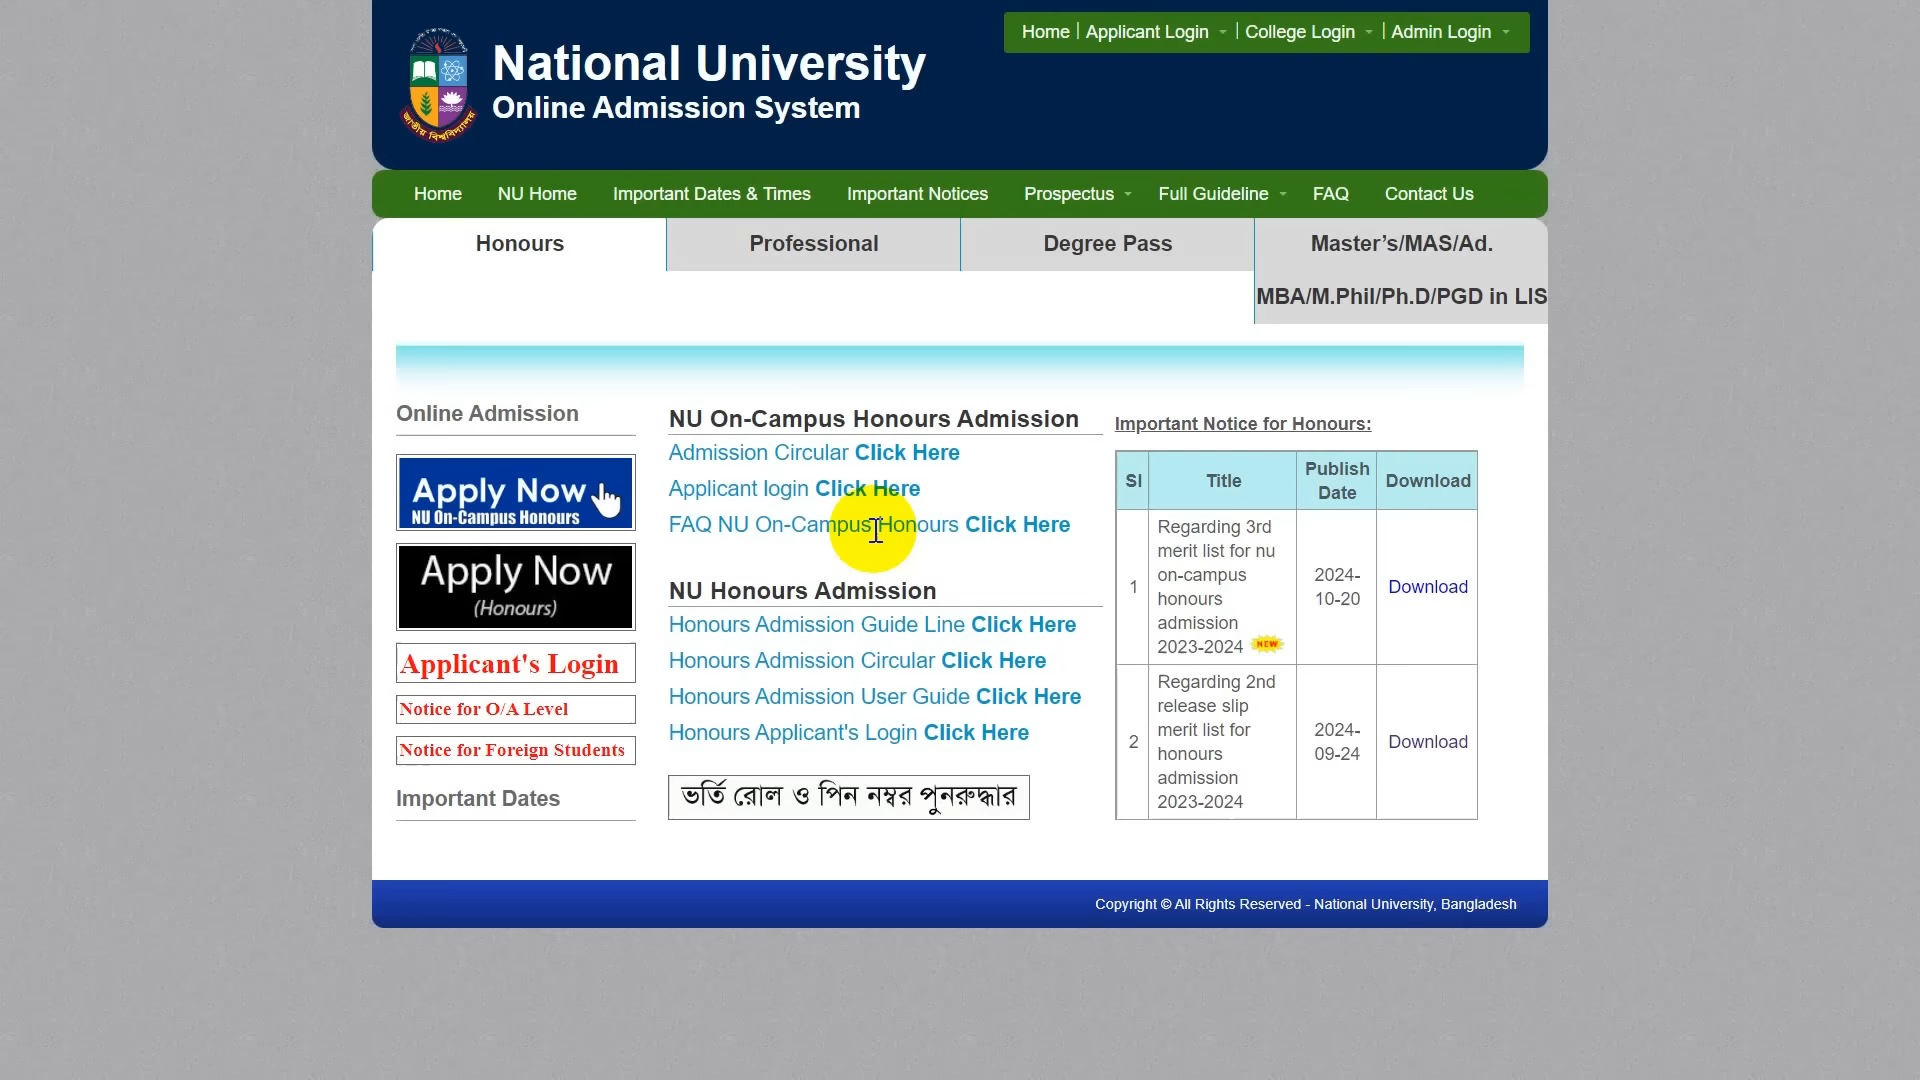 জাতীয় বিশ্ববিদ্যালয়
National University
Online Admission System
Home
Applicant Login
College Login
Admin Login
Home
NU Home
Important Dates & Times
Important Notices
Prospectus
Full Guideline
FAQ
Contact Us
Honours
Professional
Degree Pass
Master’s/MAS/Ad.
MBA/M.Phil/Ph.D/PGD in LIS
Online Admission
Apply Now
NU On-Campus Honours
Apply Now
(Honours)
Applicant's Login
Notice for O/A Level
Notice for Foreign Students
Important Dates
NU On-Campus Honours Admission
Admission Circular Click Here
Applicant login Click Here
FAQ NU On-Campus Honours Click Here
NU Honours Admission
Honours Admission Guide Line Click Here
Honours Admission Circular Click Here
Honours Admission User Guide Click Here
Honours Applicant's Login Click Here
ভর্তি রোল ও পিন নম্বর পুনরুদ্ধার
Important Notice for Honours:
Sl
Title
Publish
Date
Download
1
Regarding 3rd
merit list for nu
on-campus
honours
admission
2023-2024 NEW
2024-
10-20
Download
2
Regarding 2nd
release slip
merit list for
honours
admission
2023-2024
2024-
09-24
Download
Copyright © All Rights Reserved - National University, Bangladesh